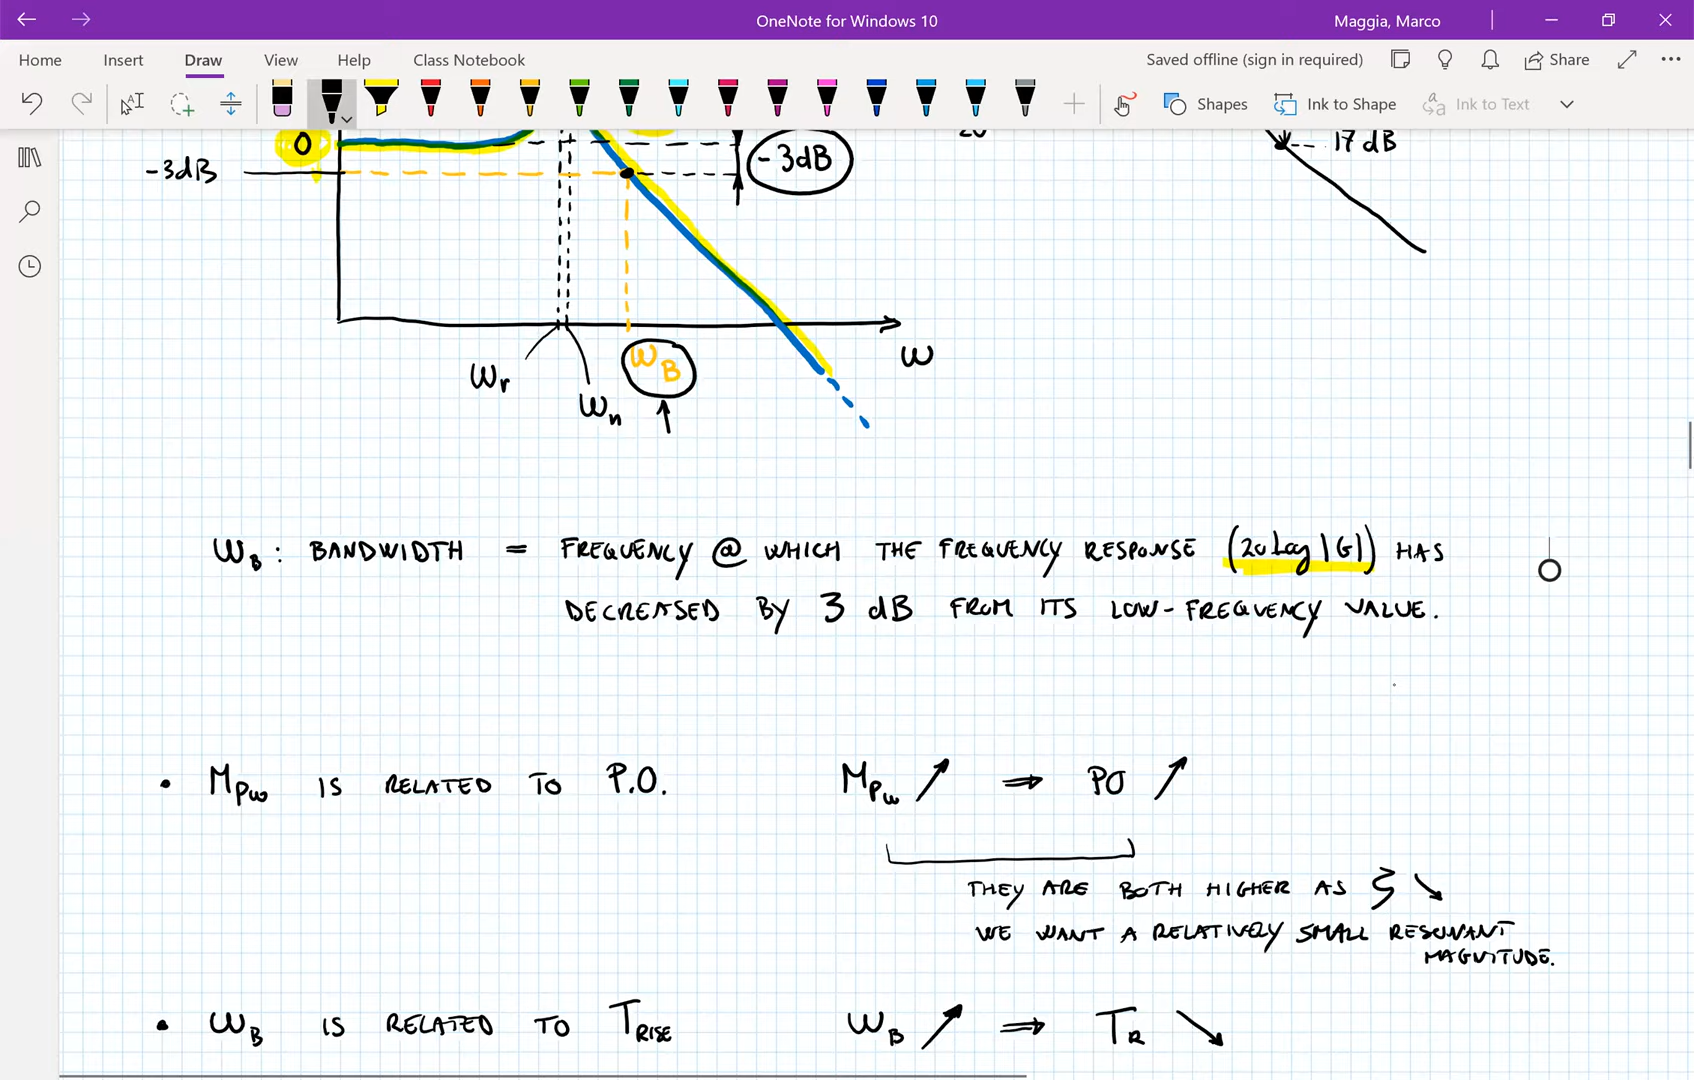 OneNote for Windows 10
Maggia, Marco
Home Insert Draw View Help Class Notebook
Saved offline (sign in required) Share
Shapes Ink to Shape Ink to Text
0
-3dB
-3dB
17 dB
ωr
ωn
ωB
ω
ωB : BANDWIDTH = FREQUENCY @ WHICH THE FREQUENCY RESPONSE (20 Log |G|) HAS
DECREASED BY 3 dB FROM ITS LOW-FREQUENCY VALUE.
• Mpω IS RELATED TO P.O. Mpω ↗ ⇒ PO ↗
THEY ARE BOTH HIGHER AS ζ ↘
WE WANT A RELATIVELY SMALL RESONANT
MAGNITUDE.
• ωB IS RELATED TO TRISE ωB ↗ ⇒ TR ↘